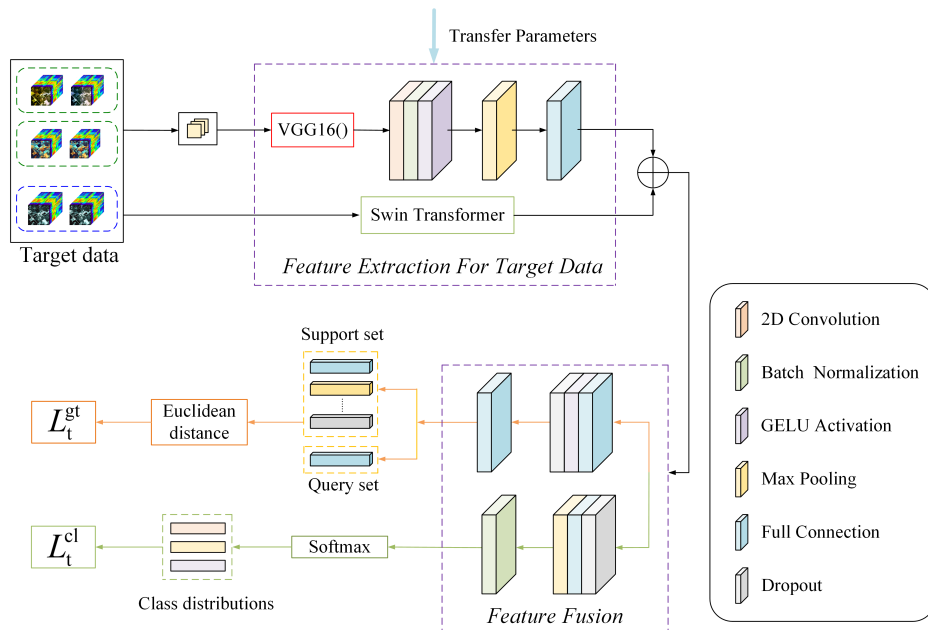 Transfer Parameters
VGG16()
Swin Transformer
Target data
Feature Extraction For Target Data
Support set
Euclidean
distance
L_t^gt
Query set
L_t^cl
Softmax
Class distributions
Feature Fusion
2D Convolution
Batch Normalization
GELU Activation
Max Pooling
Full Connection
Dropout